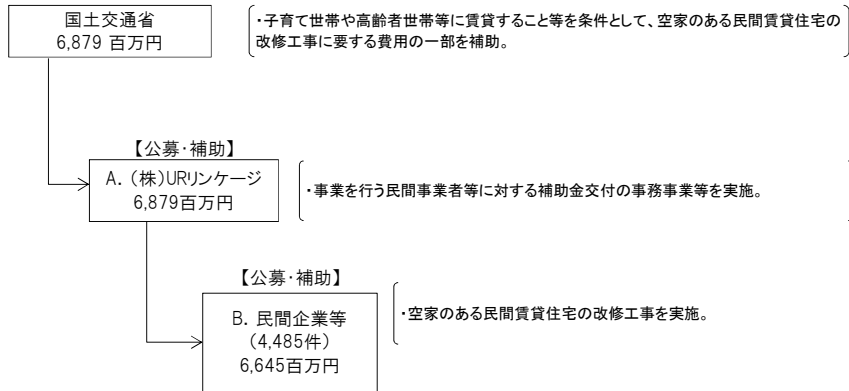 国土交通省
6,879 百万円
・子育て世帯や高齢者世帯等に賃貸すること等を条件として、空家のある民間賃貸住宅の
改修工事に要する費用の一部を補助。
【公募・補助】
A. (株)URリンケージ
6,879百万円
・事業を行う民間事業者等に対する補助金交付の事務事業等を実施。
【公募・補助】
B. 民間企業等
(4,485件)
6,645百万円
・空家のある民間賃貸住宅の改修工事を実施。